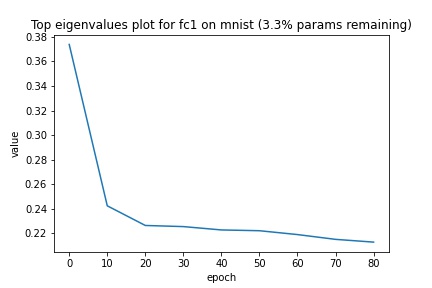 Top eigenvalues plot for fc1 on mnist (3.3% params remaining)
0.38
0.36
0.34
0.32
0.30
0.28
0.26
0.24
0.22
value
0 10 20 30 40 50 60 70 80
epoch